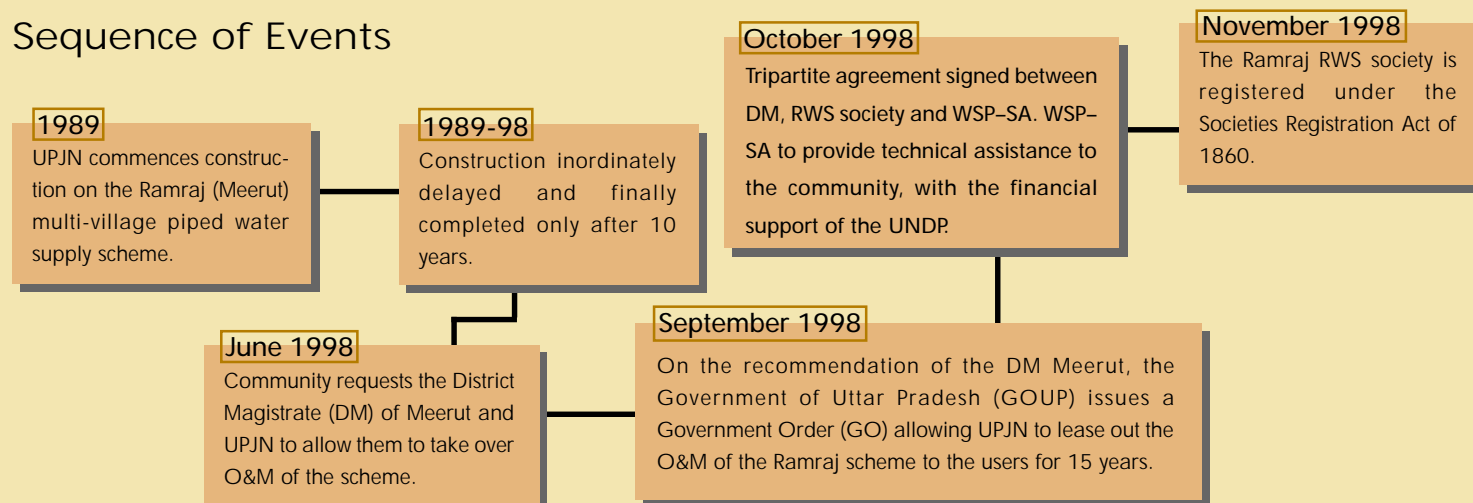 Sequence of Events
1989
UPJN commences construc-
tion on the Ramraj (Meerut)
multi-village piped water
supply scheme.
1989-98
Construction inordinately
delayed and finally
completed only after 10
years.
June 1998
Community requests the District
Magistrate (DM) of Meerut and
UPJN to allow them to take over
O&M of the scheme.
September 1998
On the recommendation of the DM Meerut, the
Government of Uttar Pradesh (GOUP) issues a
Government Order (GO) allowing UPJN to lease out the
O&M of the Ramraj scheme to the users for 15 years.
October 1998
Tripartite agreement signed between
DM, RWS society and WSP–SA. WSP–
SA to provide technical assistance to
the community, with the financial
support of the UNDP.
November 1998
The Ramraj RWS society is
registered under the
Societies Registration Act of
1860.